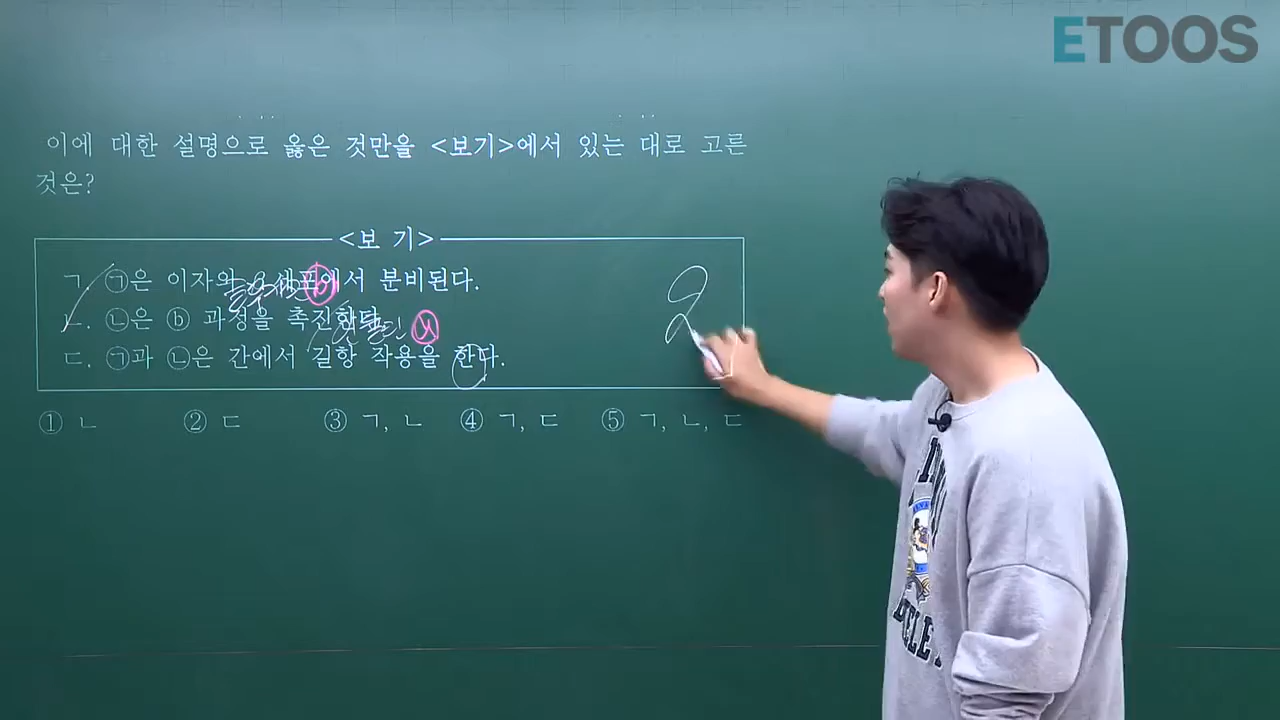 ETOOS
이에 대한 설명으로 옳은 것만을 <보기>에서 있는 대로 고른
것은?
<보 기>
ㄱ. ㉠은 이자와 세포에서 분비된다.
ㄴ. ㉡은 ⓑ 과정을 촉진한다.
ㄷ. ㉠과 ㉡은 간에서 길항 작용을 한다.
① ㄴ ② ㄷ ③ ㄱ, ㄴ ④ ㄱ, ㄷ ⑤ ㄱ, ㄴ, ㄷ